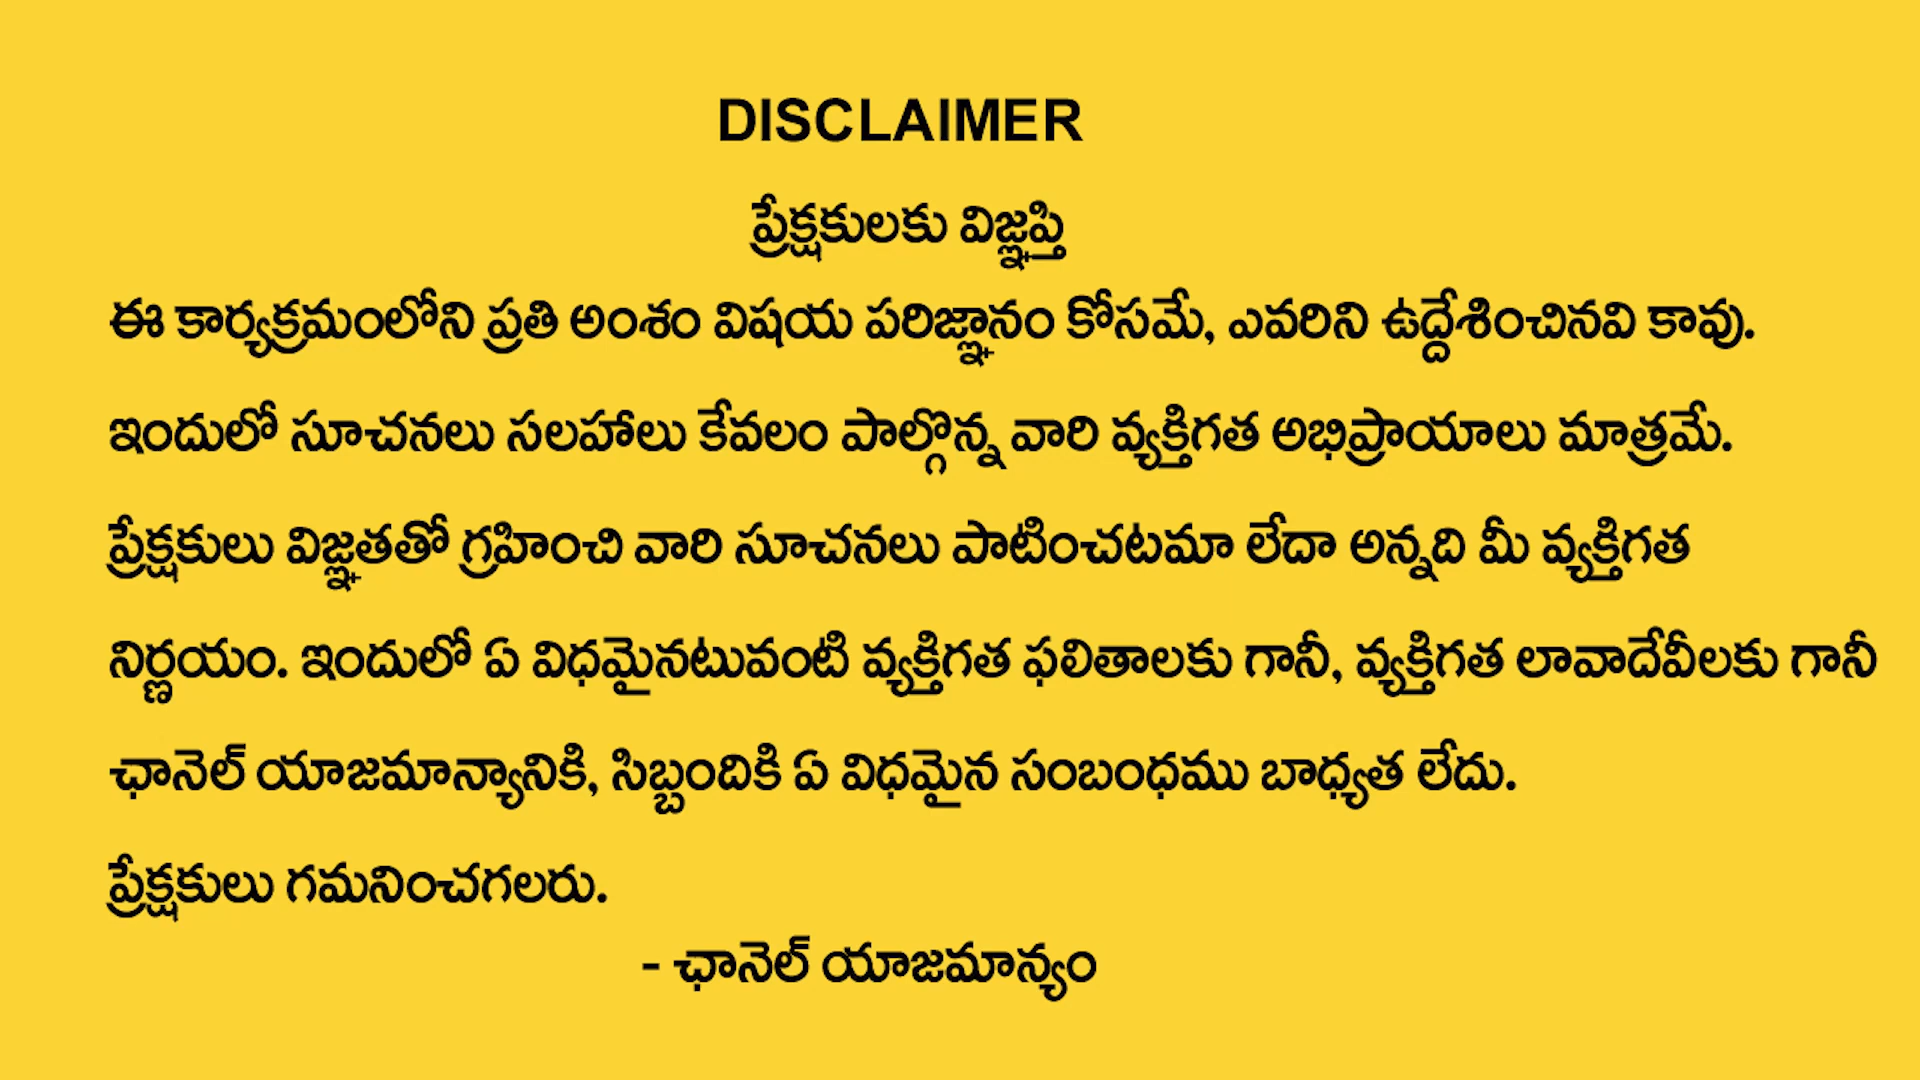 DISCLAIMER
ప్రేక్షకులకు విజ్ఞప్తి
ఈ కార్యక్రమంలోని ప్రతి అంశం విషయ పరిజ్ఞానం కోసమే, ఎవరిని ఉద్దేశించినవి కావు.
ఇందులో సూచనలు సలహాలు కేవలం పాల్గొన్న వారి వ్యక్తిగత అభిప్రాయాలు మాత్రమే.
ప్రేక్షకులు విజ్ఞతతో గ్రహించి వారి సూచనలు పాటించటమా లేదా అన్నది మీ వ్యక్తిగత
నిర్ణయం. ఇందులో ఏ విధమైనటువంటి వ్యక్తిగత ఫలితాలకు గానీ, వ్యక్తిగత లావాదేవీలకు గానీ
ఛానెల్ యాజమాన్యానికి, సిబ్బందికి ఏ విధమైన సంబంధము బాధ్యత లేదు.
ప్రేక్షకులు గమనించగలరు.
- ఛానెల్ యాజమాన్యం